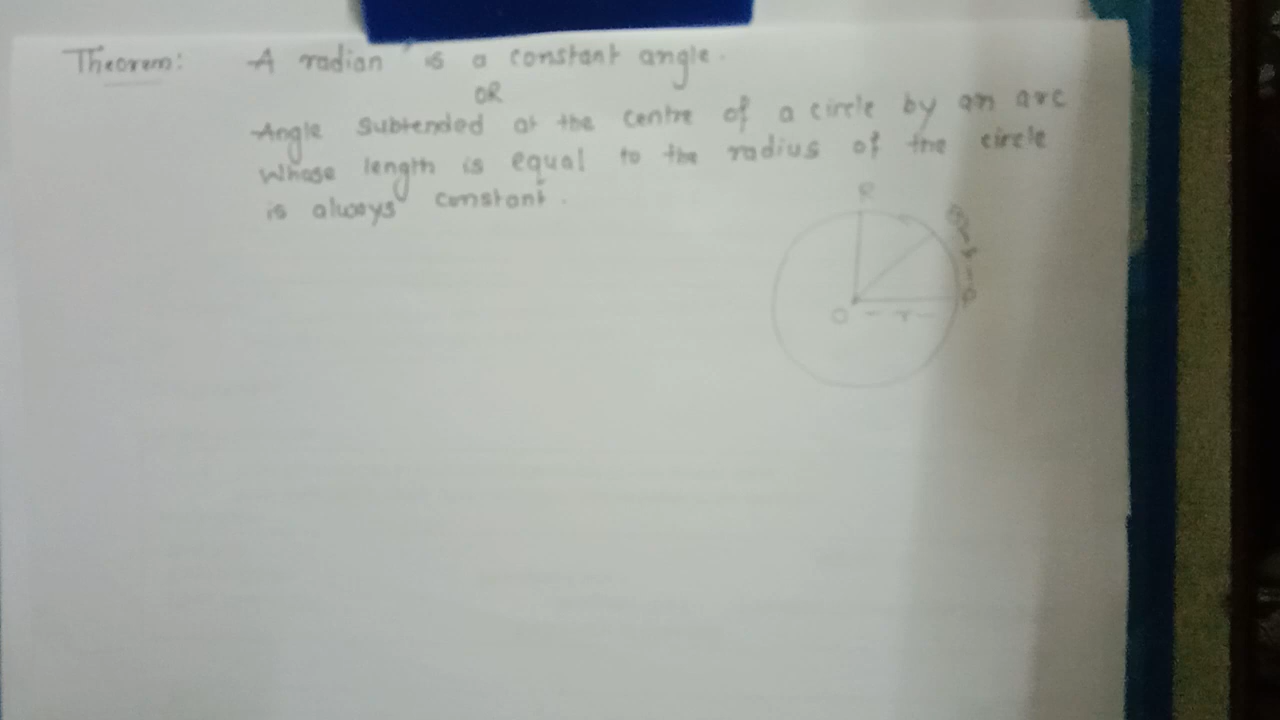 Theorem: A radian is a constant angle.
OR
Angle subtended at the centre of a circle by an arc
whose length is equal to the radius of the circle
is always constant.
R
O - r -